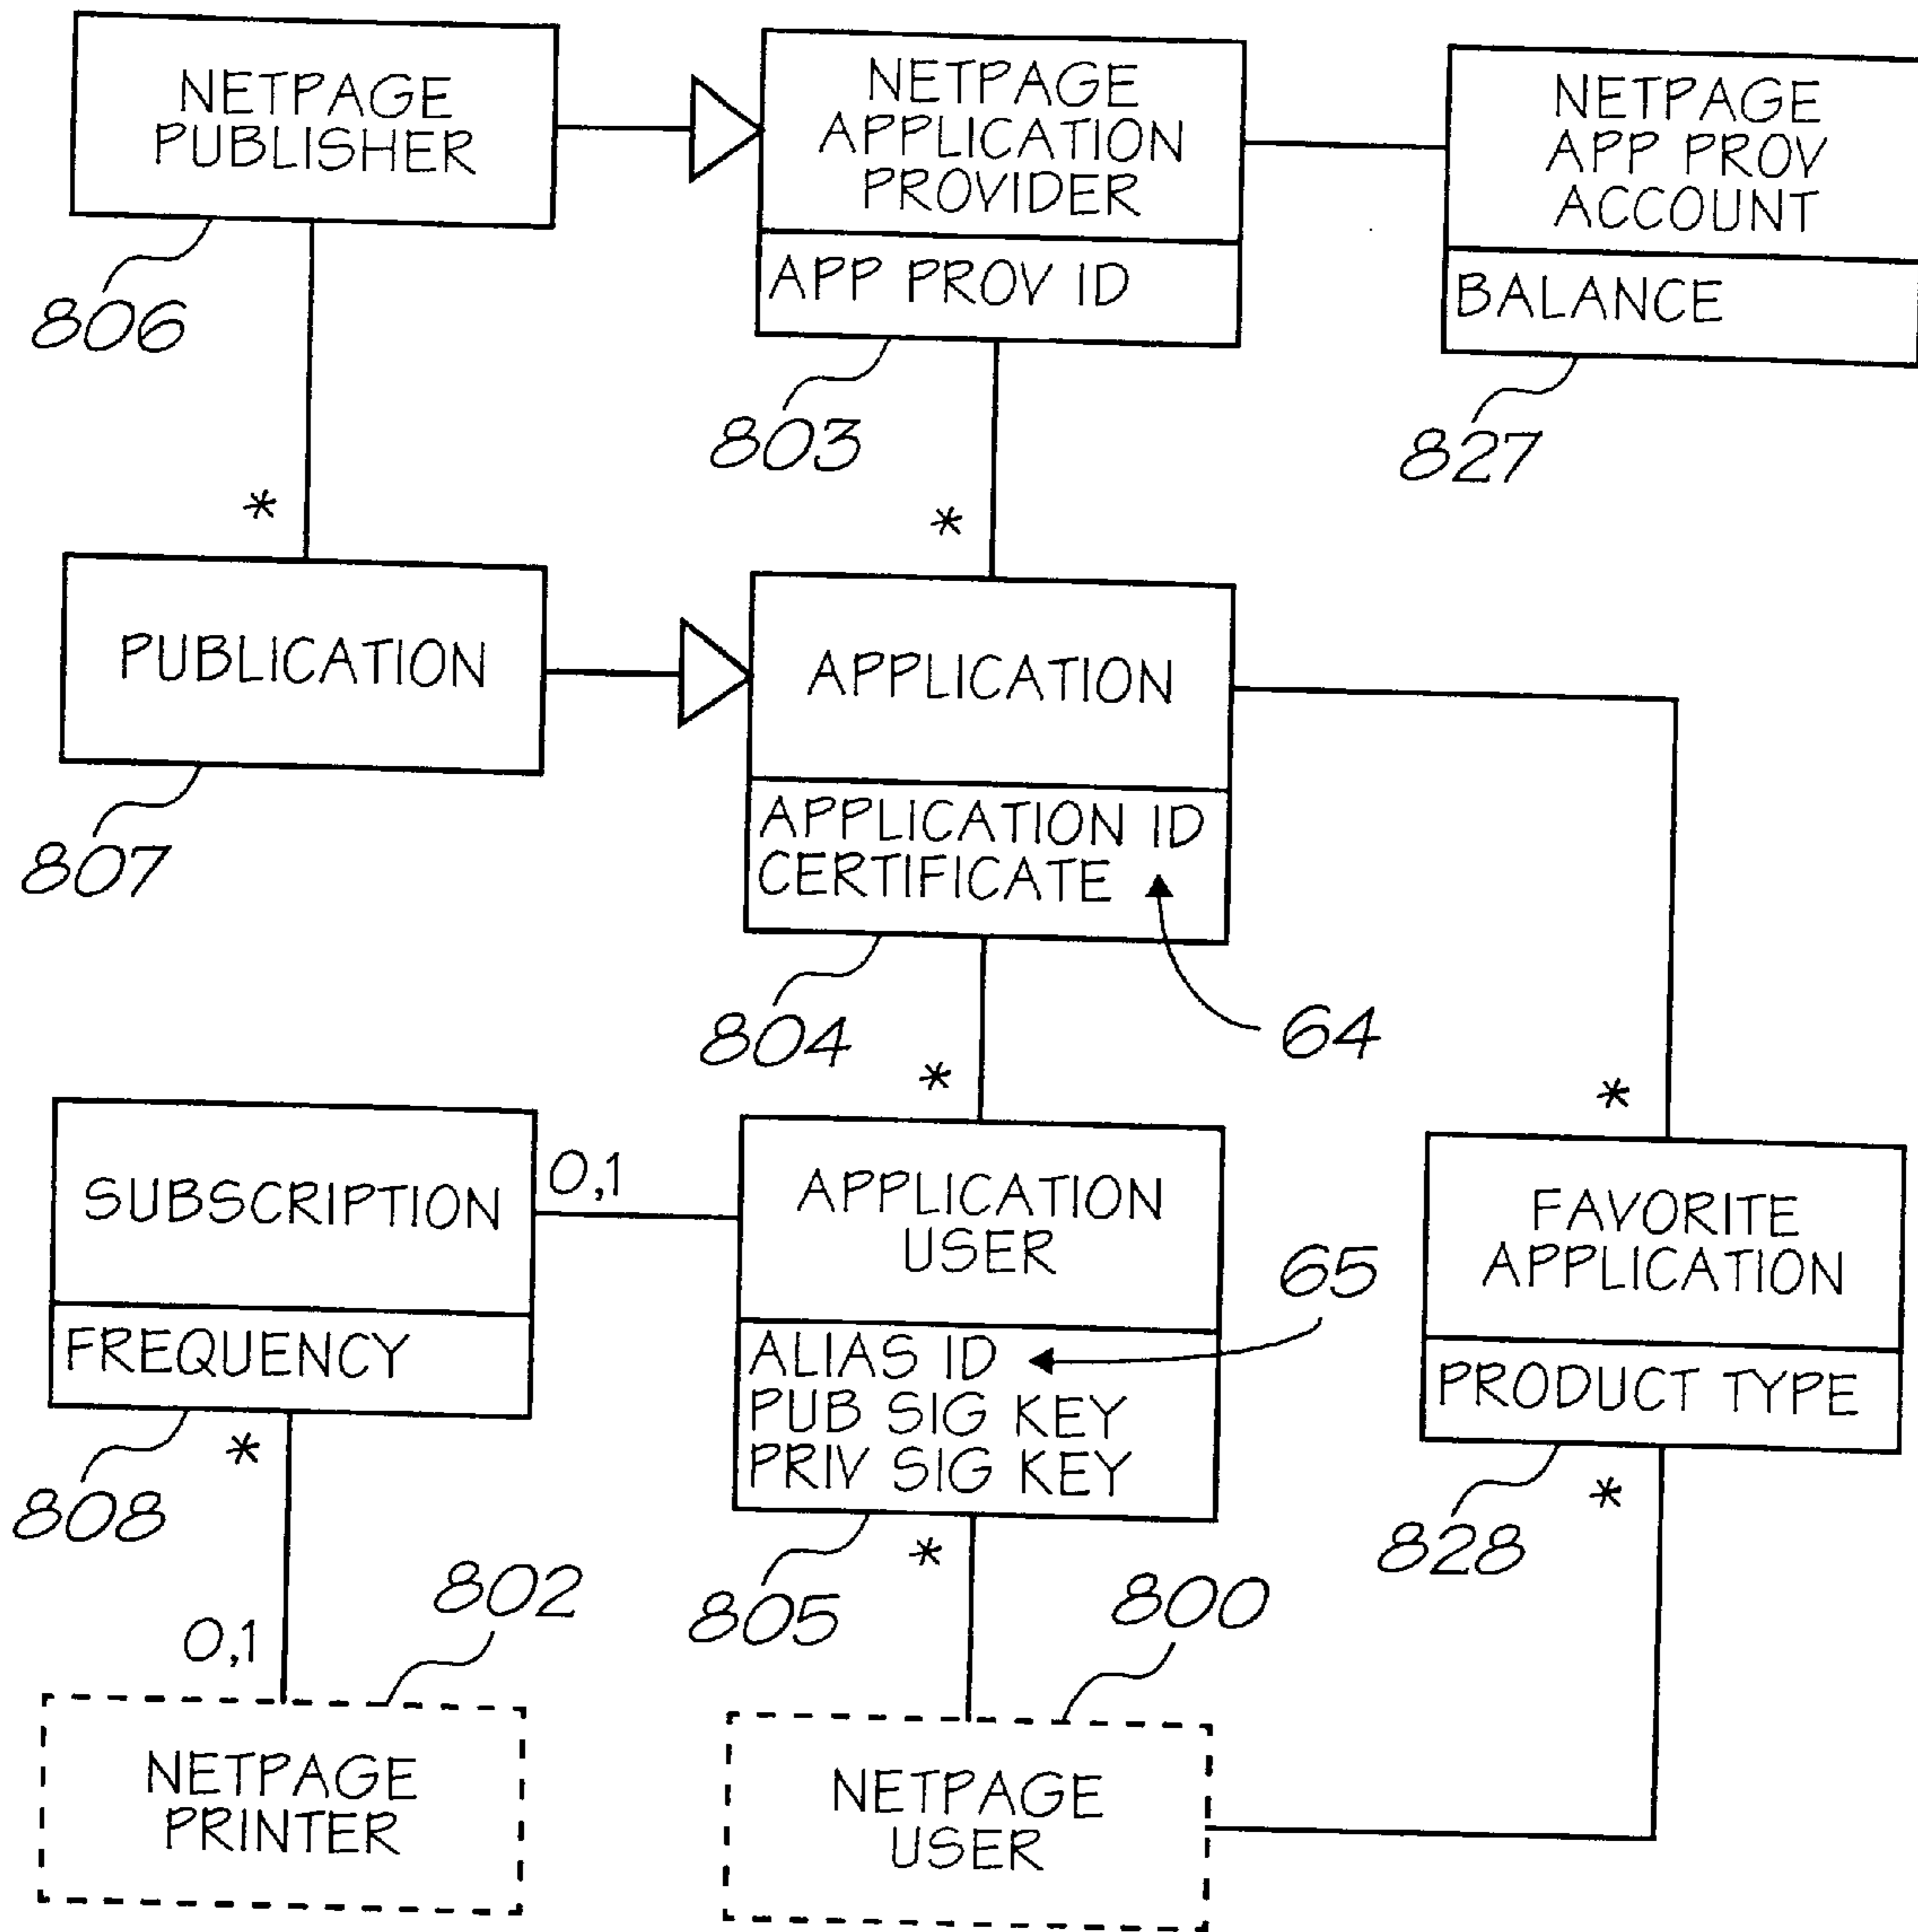 NETPAGE
PUBLISHER
806
NETPAGE
APPLICATION
PROVIDER
APP PROV ID
803
NETPAGE
APP PROV
ACCOUNT
BALANCE
827
*
*
PUBLICATION
807
APPLICATION
APPLICATION ID
CERTIFICATE
804
64
*
*
SUBSCRIPTION
FREQUENCY
808
0,1
APPLICATION
USER
ALIAS ID
PUB SIG KEY
PRIV SIG KEY
805
65
FAVORITE
APPLICATION
PRODUCT TYPE
828
*
*
*
0,1
802
800
NETPAGE
PRINTER
NETPAGE
USER